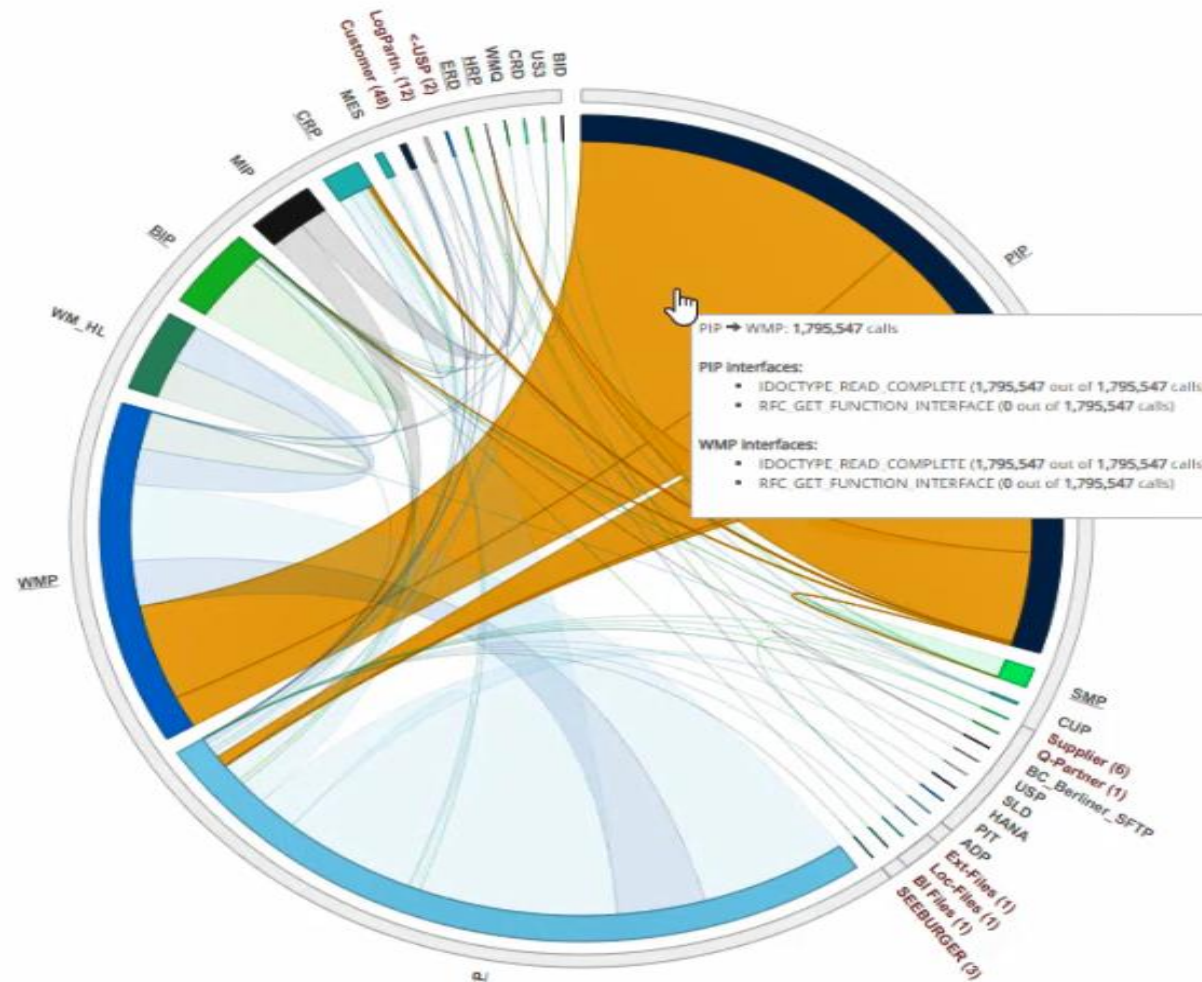 BID
US3
CRD
WMQ
HRP
ERD
<-USP (2)
LogPartn. (12)
Customer (48)
MES
CRP
MIP
BIP
WM_HL
WMP
PIP
PIP ➔ WMP: 1,795,547 calls
PIP interfaces:
• IDOCTYPE_READ_COMPLETE (1,795,547 out of 1,795,547 calls
• RFC_GET_FUNCTION_INTERFACE (0 out of 1,795,547 calls)
WMP interfaces:
• IDOCTYPE_READ_COMPLETE (1,795,547 out of 1,795,547 calls
• RFC_GET_FUNCTION_INTERFACE (0 out of 1,795,547 calls)
SMP
CUP
Supplier (6)
Q-Partner (1)
BC_Berliner_SFTP
USP
SLD
HANA
PIT
ADP
Ext-Files (1)
Loc-Files (1)
BI Files (1)
SEEBURGER (3)